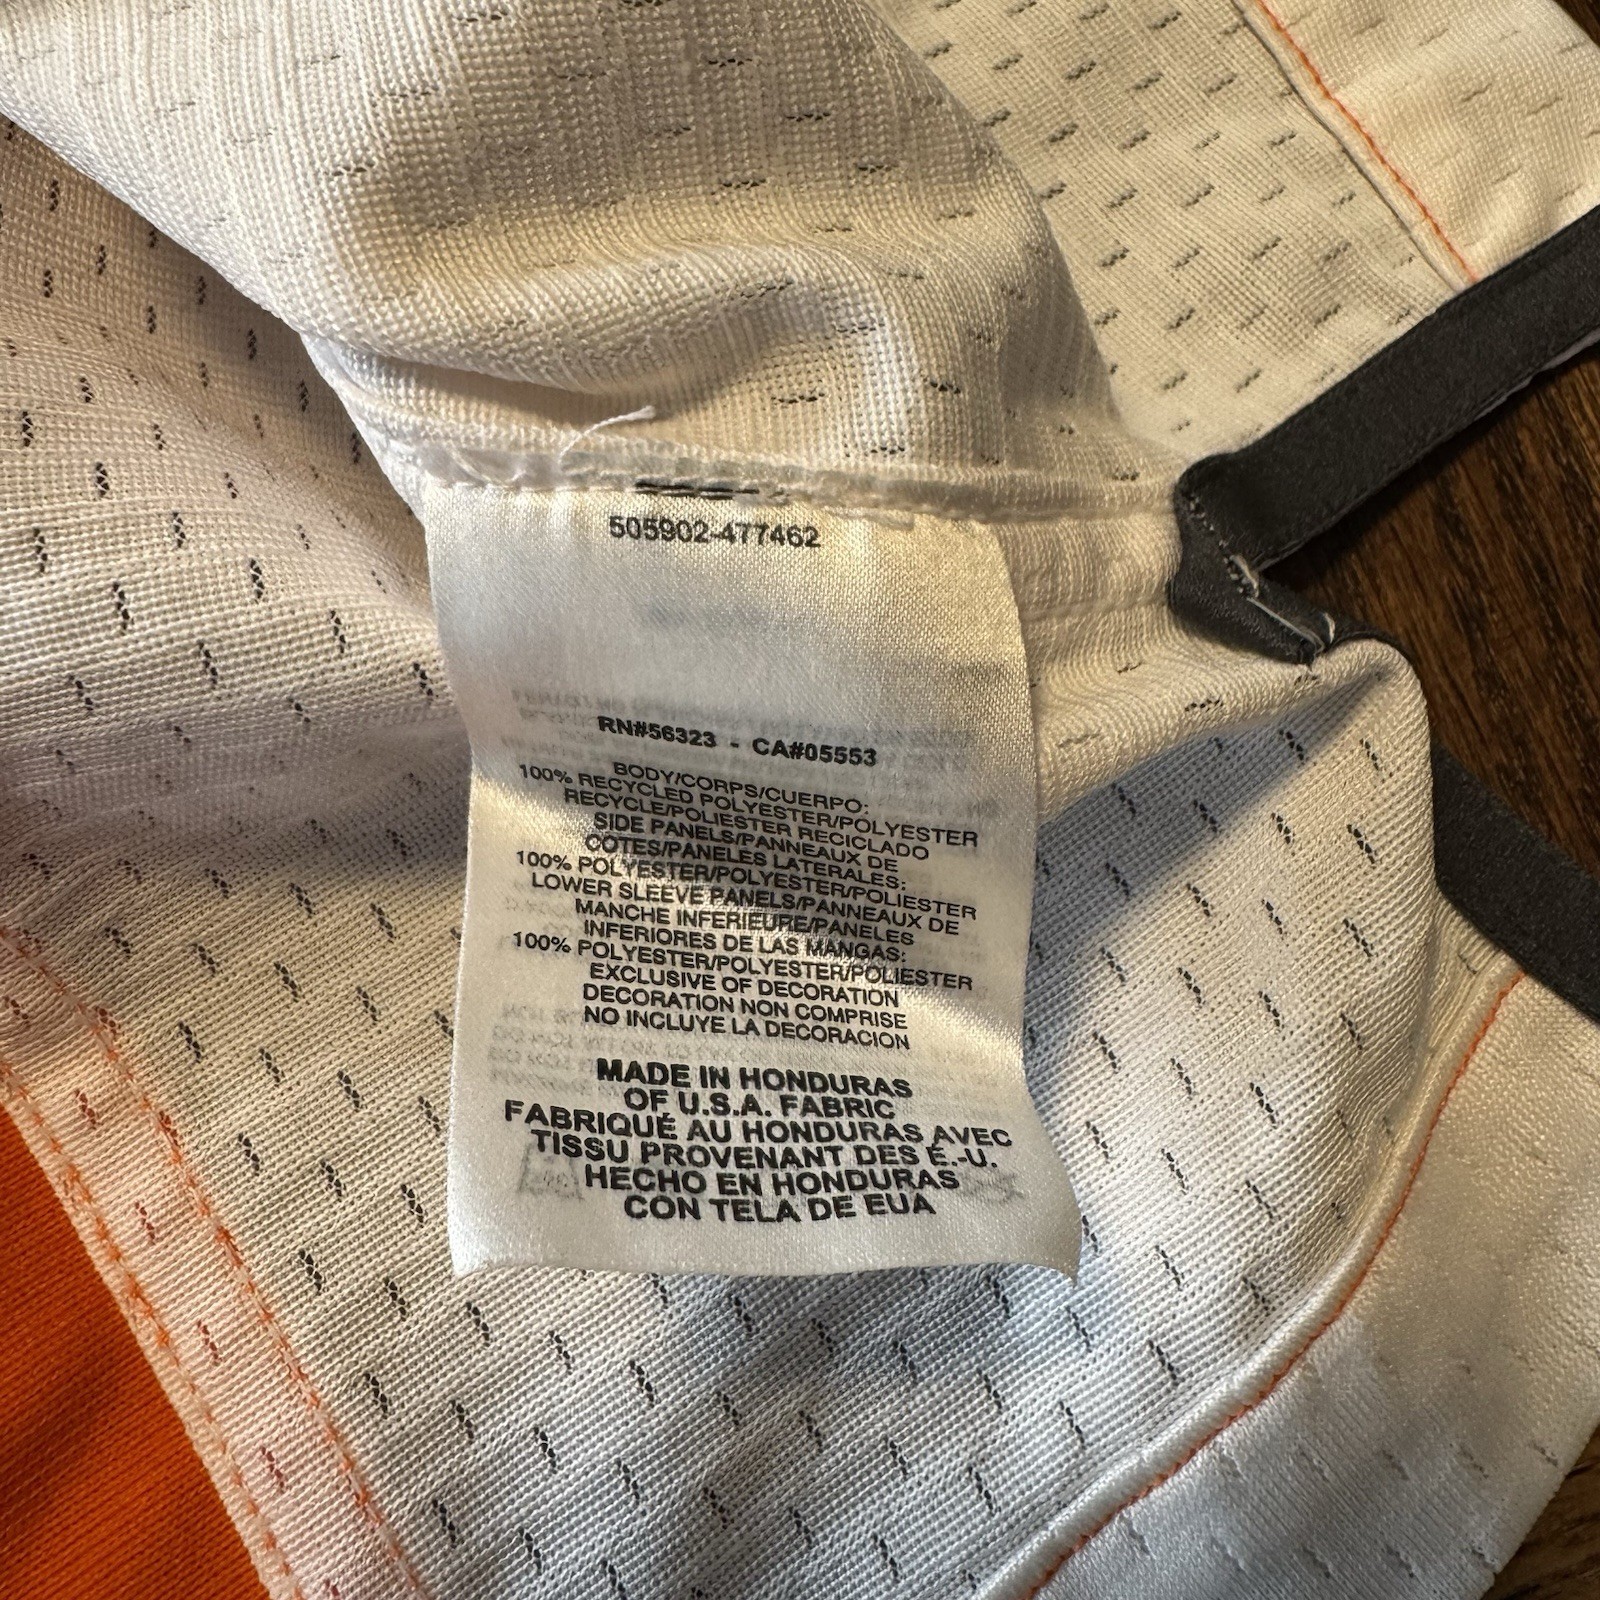 505902-477462
RN#56323 - CA#05553
BODY/CORPS/CUERPO:
100% RECYCLED POLYESTER/POLYESTER
RECYCLE/POLIESTER RECICLADO
SIDE PANELS/PANNEAUX DE
COTES/PANELES LATERALES:
100% POLYESTER/POLYESTER/POLIESTER
LOWER SLEEVE PANELS/PANNEAUX DE
MANCHE INFERIEURE/PANELES
INFERIORES DE LAS MANGAS:
100% POLYESTER/POLYESTER/POLIESTER
EXCLUSIVE OF DECORATION
DECORATION NON COMPRISE
NO INCLUYE LA DECORACION
MADE IN HONDURAS
OF U.S.A. FABRIC
FABRIQUÉ AU HONDURAS AVEC
TISSU PROVENANT DES É.-U.
HECHO EN HONDURAS
CON TELA DE EUA